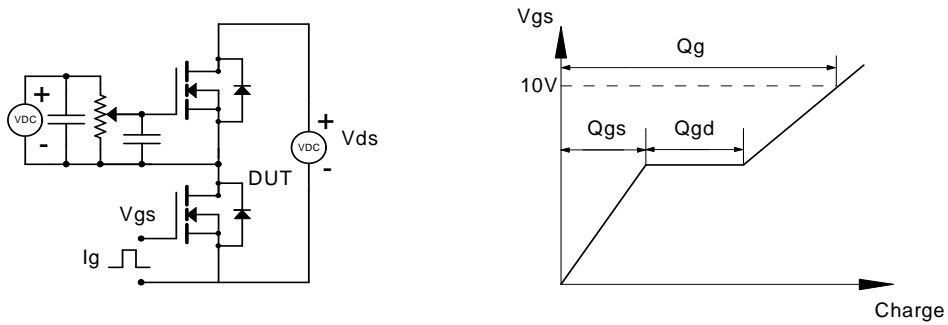 +
VDC
-
Vgs
Ig
DUT
+
VDC
-
Vds
Vgs
Qg
10V
Qgs
Qgd
Charge